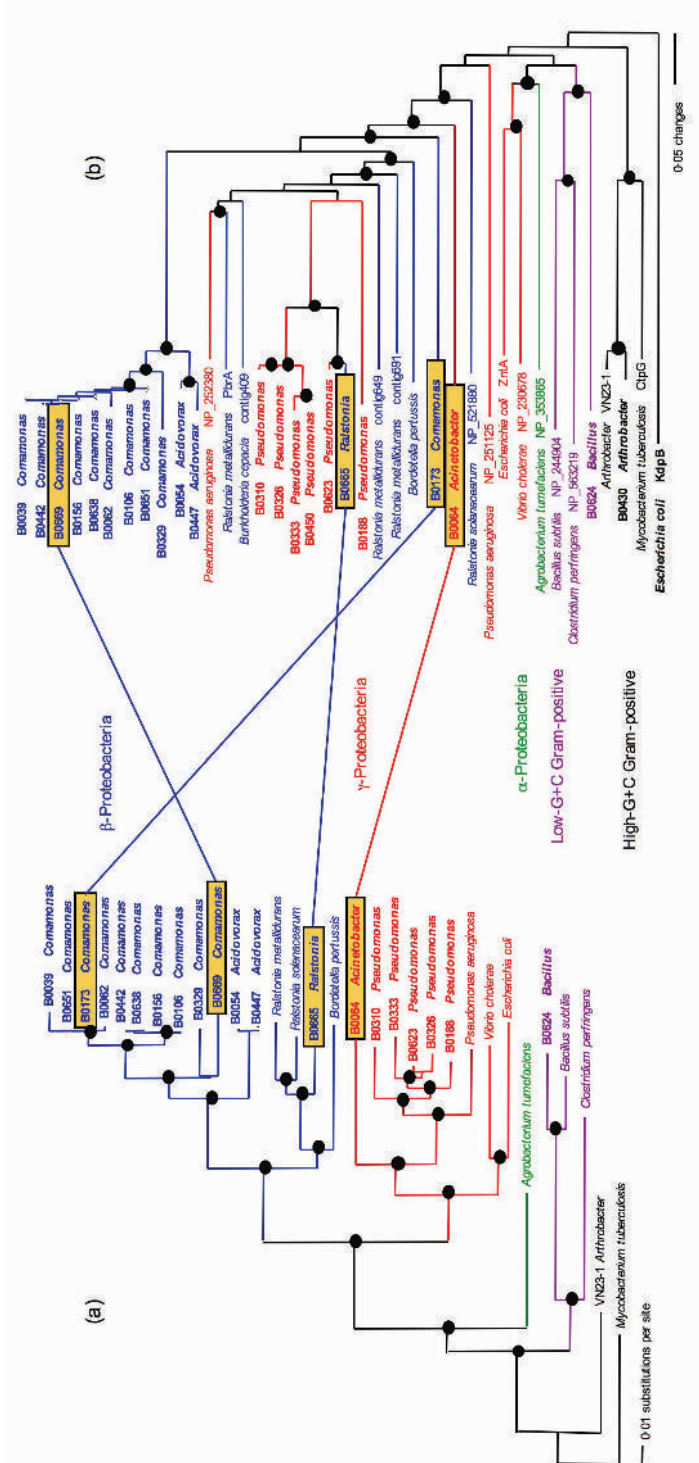 (a)
B0039 Comamonas
B0651 Comamonas
B0173 Comamonas
B0062 Comamonas
B0442 Comamonas
B0638 Comamonas
B0156 Comamonas
B0106 Comamonas
B0329 Comamonas
B0669 Comamonas
B0054 Acidovorax
B0447 Acidovorax
Ralstonia metallidurans
Ralstonia solanacearum
B0665 Ralstonia
Bordetella pertussis
B0064 Acinetobacter
B0310 Pseudomonas
B0333 Pseudomonas
B0623 Pseudomonas
B0326 Pseudomonas
B0188 Pseudomonas
Pseudomonas aeruginosa
Vibrio cholerae
Escherichia coli
Agrobacterium tumefaciens
B0624 Bacillus
Bacillus subtilis
Clostridium perfringens
VN23-1 Arthrobacter
Mycobacterium tuberculosis
0·01 substitutions per site
β-Proteobacteria
γ-Proteobacteria
α-Proteobacteria
Low-G+C Gram-positive
High-G+C Gram-positive
(b)
B0039 Comamonas
B0442 Comamonas
B0669 Comamonas
B0156 Comamonas
B0638 Comamonas
B0062 Comamonas
B0106 Comamonas
B0651 Comamonas
B0329 Comamonas
B0054 Acidovorax
B0447 Acidovorax
Pseudomonas aeruginosa NP_252380
Ralstonia metallidurans PbrA
Burkholderia cepacia contig409
B0310 Pseudomonas
B0326 Pseudomonas
B0333 Pseudomonas
B0450 Pseudomonas
B0623 Pseudomonas
B0665 Ralstonia
B0188 Pseudomonas
Ralstonia metallidurans contig649
Ralstonia metallidurans contig691
Bordetella pertussis
B0173 Comamonas
B0064 Acinetobacter
Ralstonia solanacearum NP_521880
Pseudomonas aeruginosa NP_251125
Escherichia coli ZntA
Vibrio cholerae NP_230678
Agrobacterium tumefaciens NP_353865
Bacillus subtilis NP_244904
Clostridium perfringens NP_563219
B0624 Bacillus
Arthrobacter VN23-1
B0430 Arthrobacter
Mycobacterium tuberculosis CtpG
Escherichia coli KdpB
0·05 changes